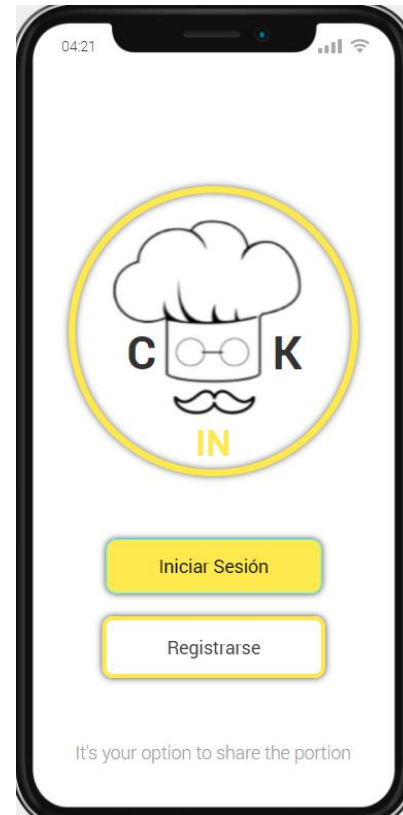 04:21
C K
IN
Iniciar Sesión
Registrarse
It's your option to share the portion